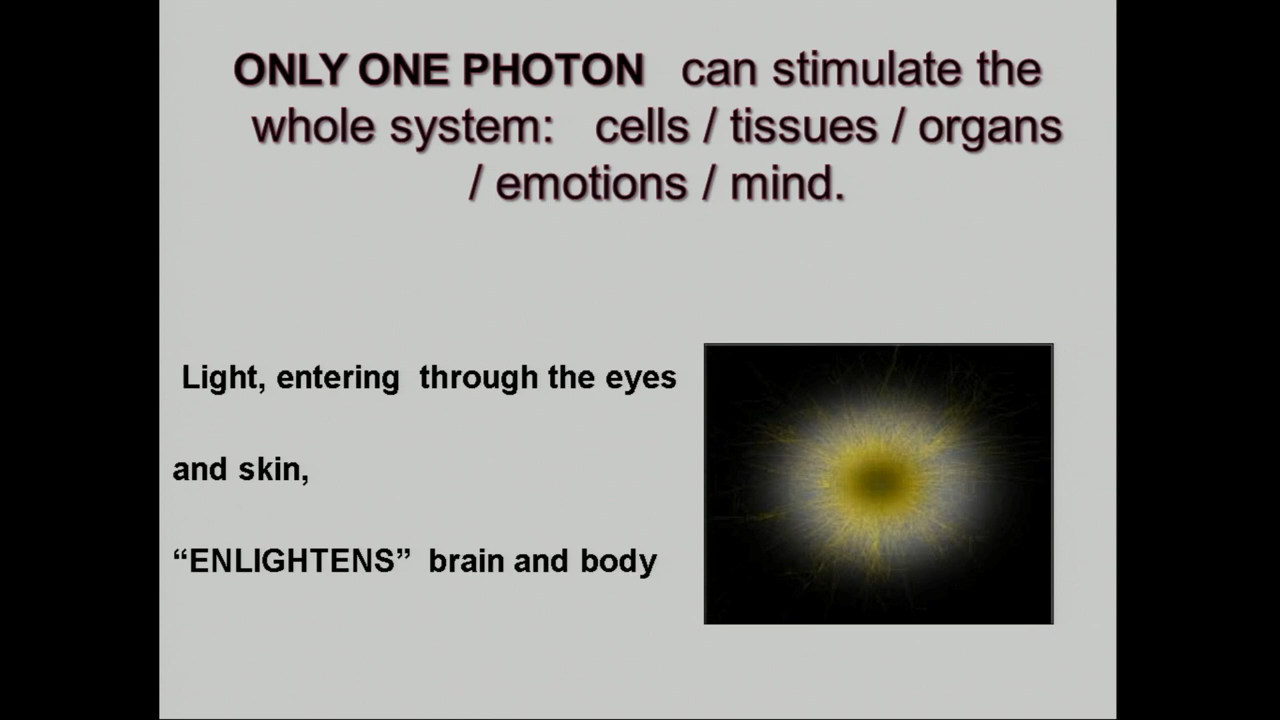 ONLY ONE PHOTON can stimulate the
whole system: cells / tissues / organs
/ emotions / mind.
Light, entering through the eyes
and skin,
“ENLIGHTENS” brain and body